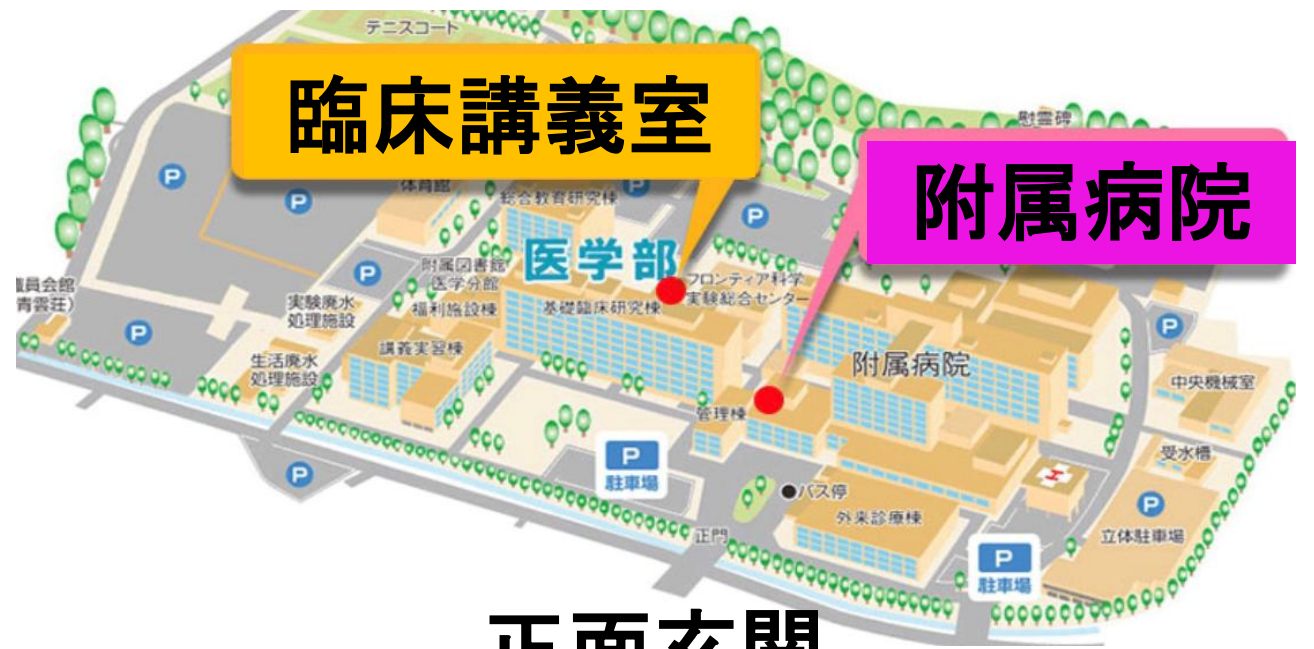 テニスコート
臨床講義室
慰霊碑
附属病院
P
P
体育館
総合教育研究棟
P
P
医学部
附属図書館
医学分館
フロンティア科学
実験総合センター
P
員会館
青雲荘）
実験廃水
処理施設
福利施設棟
基礎臨床研究棟
P
P
講義実習棟
生活廃水
処理施設
附属病院
中央機械室
管理棟
P
駐車場
P
受水槽
H
●バス停
P
外来診療棟
正門
立体駐車場
P
駐車場
正面玄関